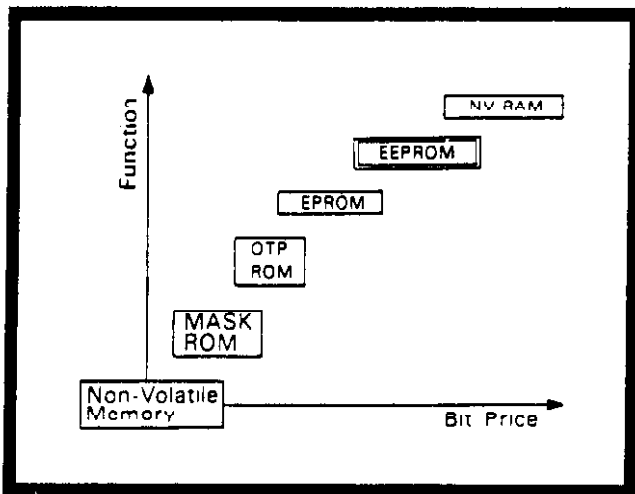 NV RAM
EEPROM
EPROM
OTP
ROM
MASK
ROM
Non-Volatile
Memory
Function
Bit Price